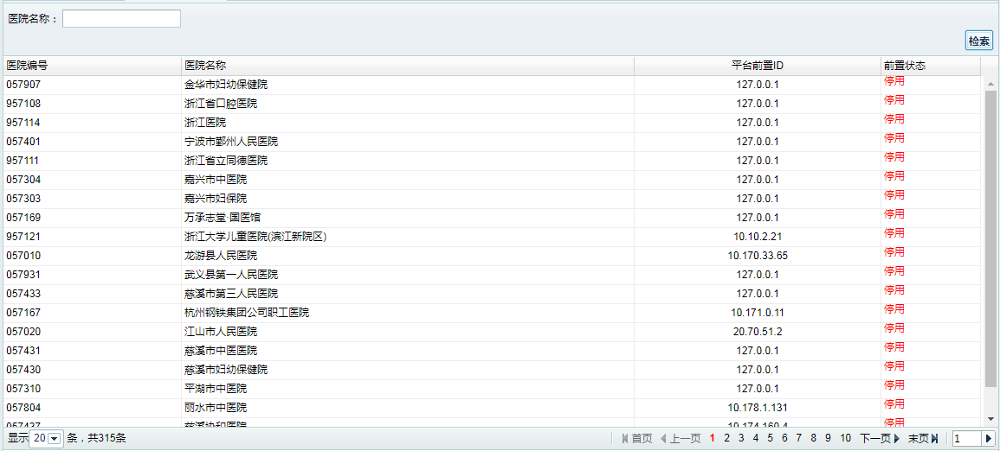 医院名称：
检索
医院编号 医院名称 平台前置ID 前置状态
057907 金华市妇幼保健院 127.0.0.1 停用
957108 浙江省口腔医院 127.0.0.1 停用
957114 浙江医院 127.0.0.1 停用
057401 宁波市鄞州人民医院 127.0.0.1 停用
957111 浙江省立同德医院 127.0.0.1 停用
057304 嘉兴市中医院 127.0.0.1 停用
057303 嘉兴市妇保院 127.0.0.1 停用
057169 万承志堂·国医馆 127.0.0.1 停用
957121 浙江大学儿童医院(滨江新院区) 10.10.2.21 停用
057010 龙游县人民医院 10.170.33.65 停用
057931 武义县第一人民医院 127.0.0.1 停用
057433 慈溪市第三人民医院 127.0.0.1 停用
057167 杭州钢铁集团公司职工医院 10.171.0.11 停用
057020 江山市人民医院 20.70.51.2 停用
057431 慈溪市中医医院 127.0.0.1 停用
057430 慈溪市妇幼保健院 127.0.0.1 停用
057310 平湖市中医院 127.0.0.1 停用
057804 丽水市中医院 10.178.1.131 停用
057437 慈溪协和医院 10.174.160.4 停用
显示 20 条，共315条 首页 上一页 1 2 3 4 5 6 7 8 9 10 下一页 末页 1